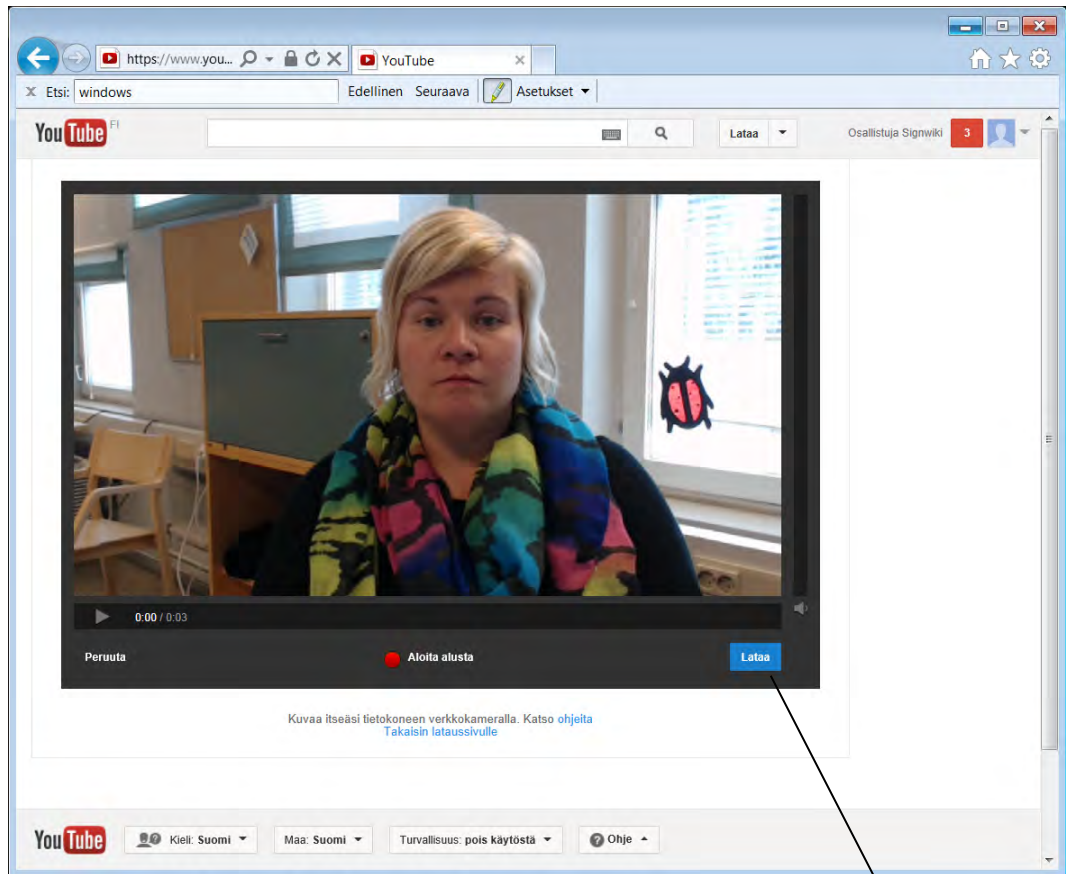 https://www.you...
YouTube
x Etsi: windows Edellinen Seuraava Asetukset
YouTube FI Lataa Osallistuja Signwiki 3
0:00 / 0:03
Peruuta Aloita alusta Lataa
Kuvaa itseäsi tietokoneen verkkokameralla. Katso ohjeita
Takaisin lataussivulle
YouTube Kieli: Suomi Maa: Suomi Turvallisuus: pois käytöstä Ohje